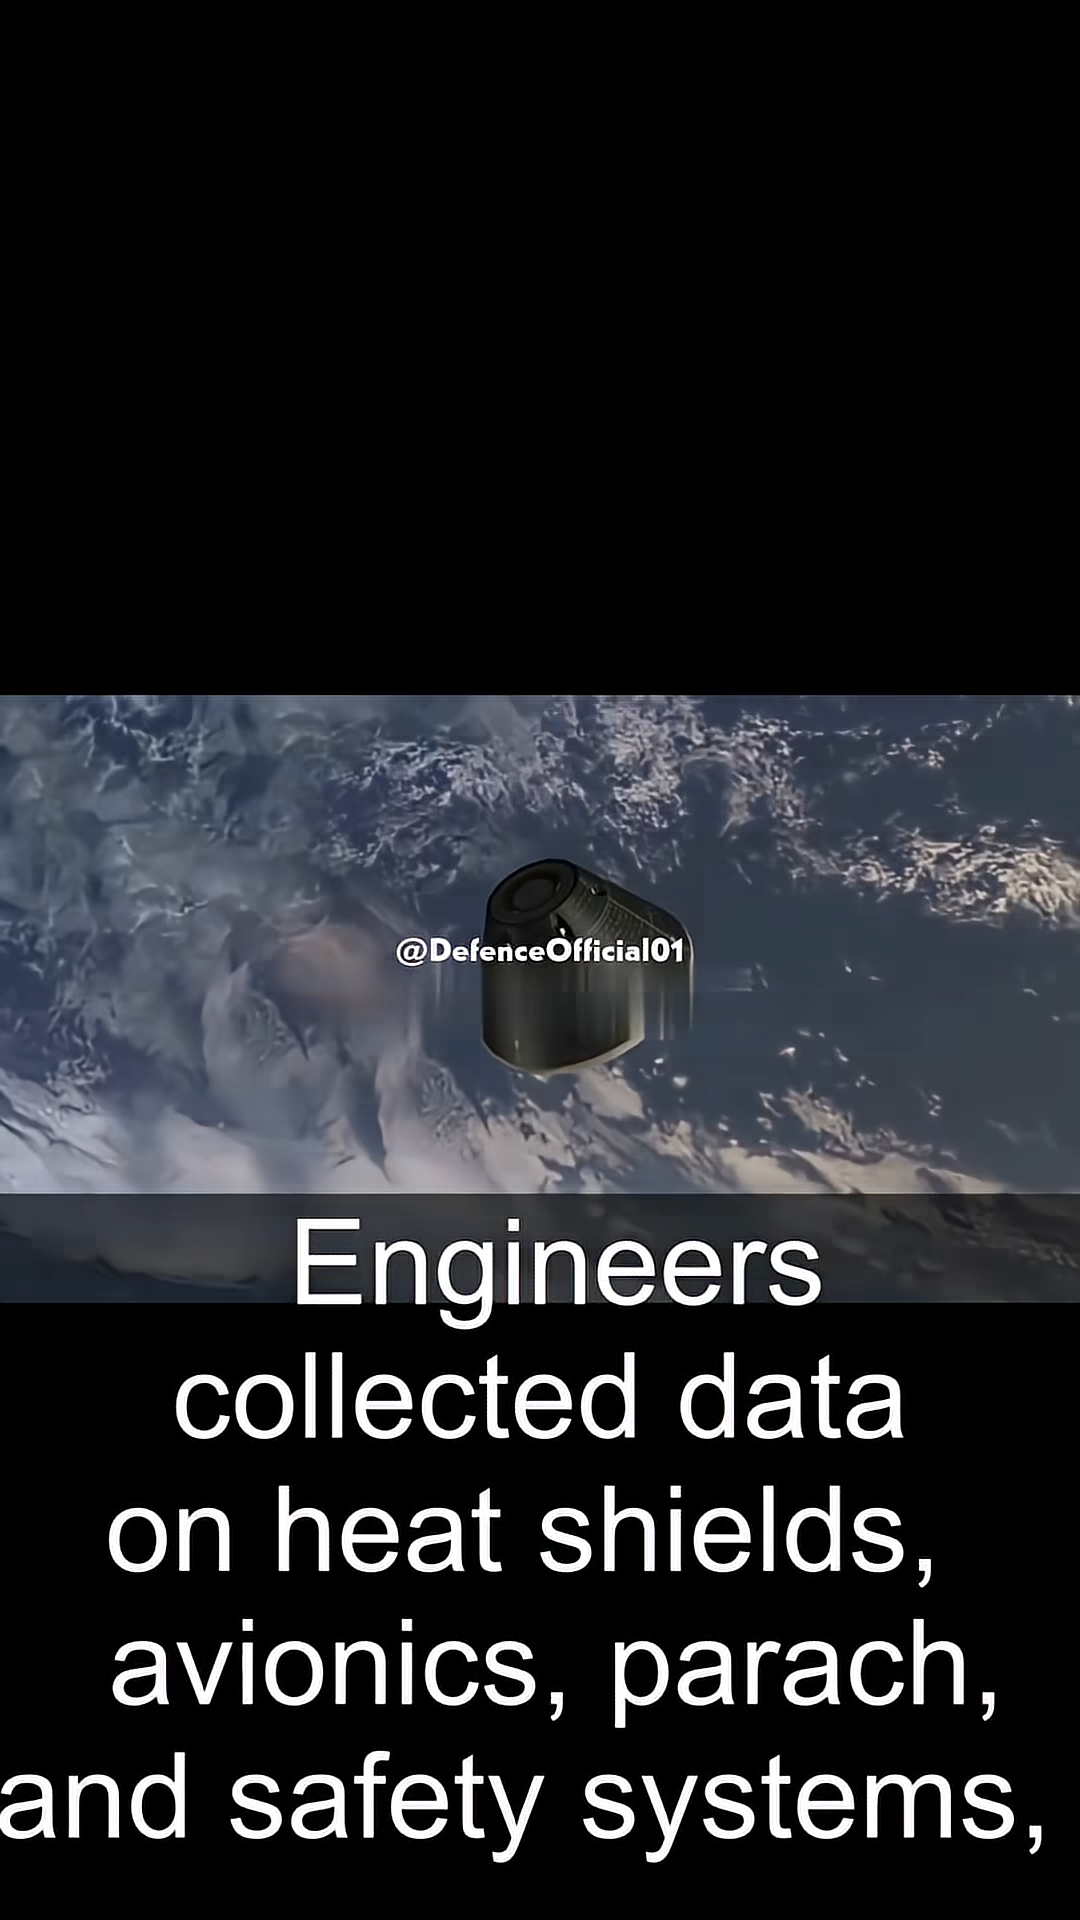 @DefenceOfficial01
Engineers
collected data
on heat shields,
avionics, parach,
and safety systems,